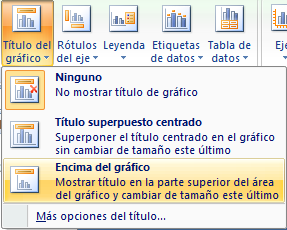 Título del gráfico
Rótulos del eje
Leyenda
Etiquetas de datos
Tabla de datos
Eje
Ninguno
No mostrar título de gráfico
Título superpuesto centrado
Superponer el título centrado en el gráfico
sin cambiar de tamaño este último
Encima del gráfico
Mostrar título en la parte superior del área
del gráfico y cambiar de tamaño este último
Más opciones del título...